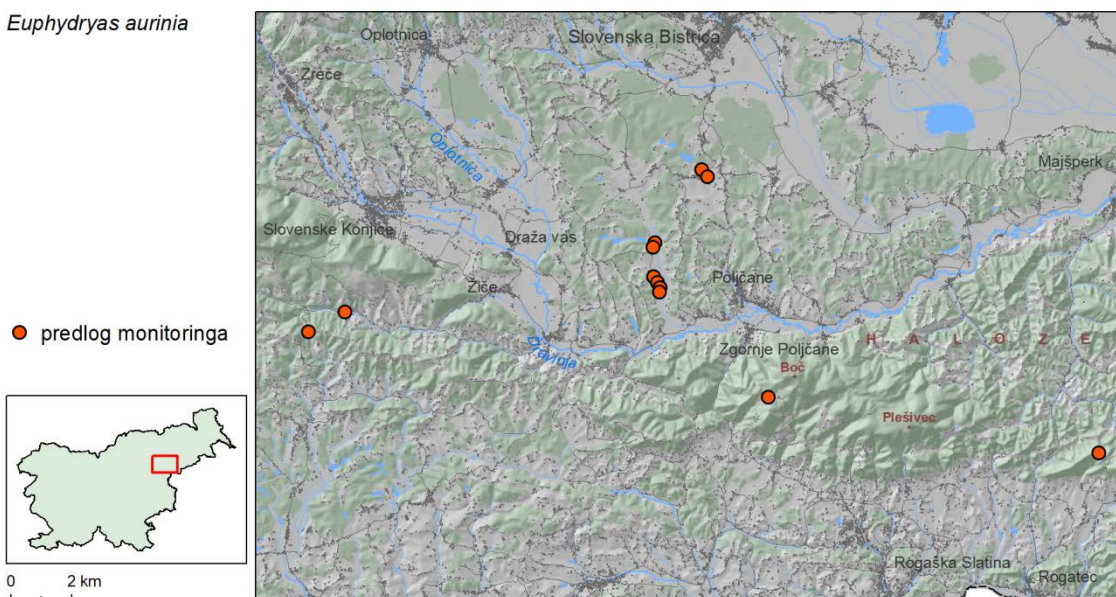 Euphydryas aurinia
Oplotnica
Slovenska Bistrica
Zreče
Oplotnica
Majšperk
Slovenske Konjice
Draža vas
Žiče
Poljčane
predlog monitoringa
Dravinja
Zgornje Poljčane
HALOZE
Boč
Plešivec
Rogaška Slatina
Rogatec
0 2 km